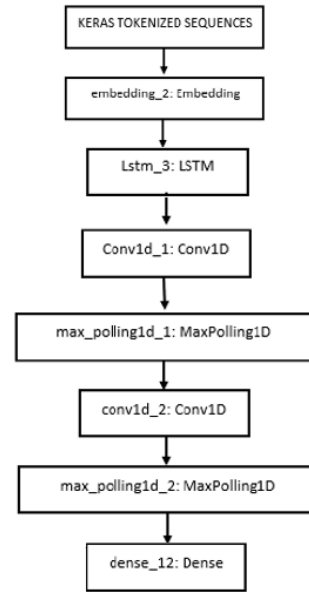 KERAS TOKENIZED SEQUENCES
embedding_2: Embedding
Lstm_3: LSTM
Conv1d_1: Conv1D
max_polling1d_1: MaxPolling1D
conv1d_2: Conv1D
max_polling1d_2: MaxPolling1D
dense_12: Dense